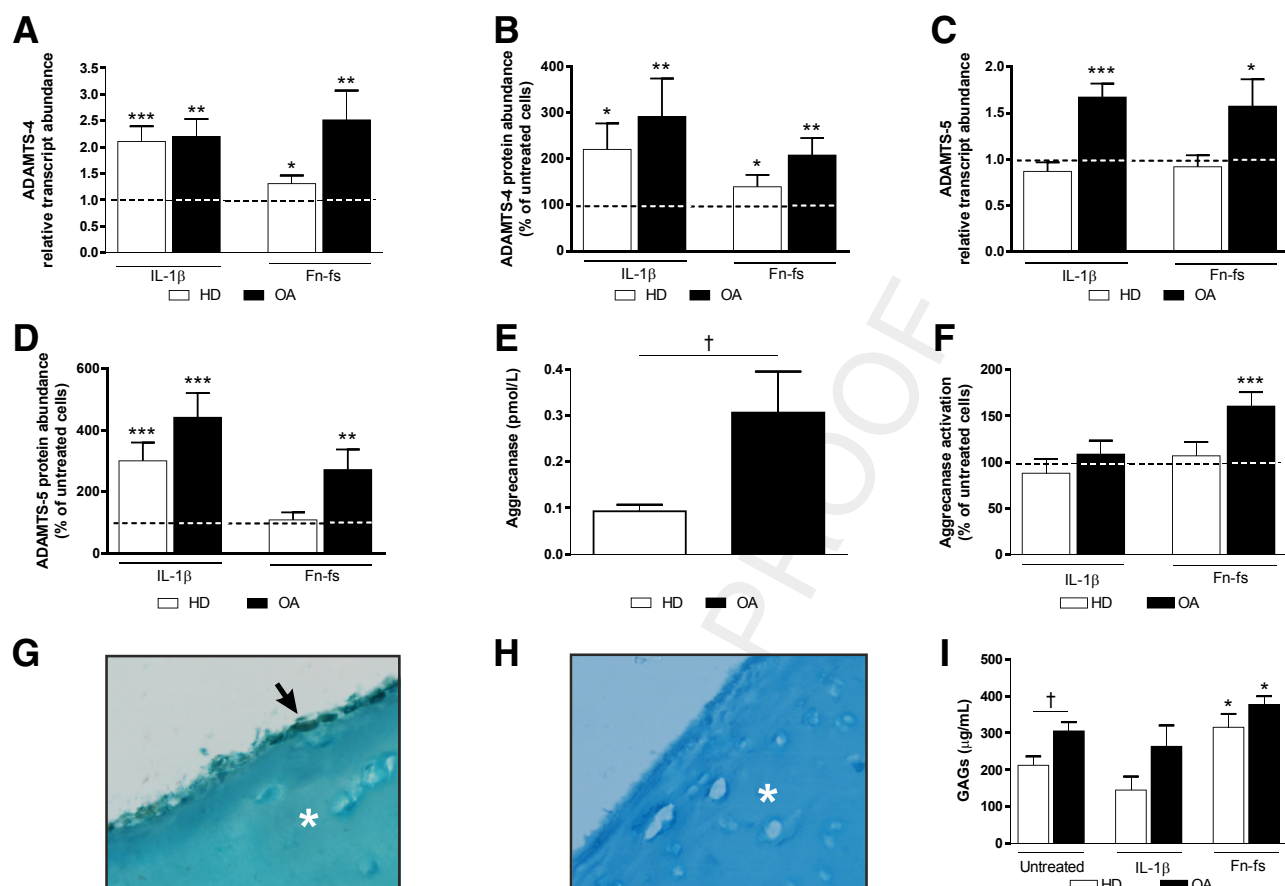 A
ADAMTS-4
relative transcript abundance
3.5
3.0
2.5
2.0
1.5
1.0
0.5
0.0
***
**
*
**
IL-1β
Fn-fs
HD
OA
B
ADAMTS-4 protein abundance
(% of untreated cells)
400
300
200
100
0
*
**
*
**
IL-1β
Fn-fs
HD
OA
C
ADAMTS-5
relative transcript abundance
2.0
1.5
1.0
0.5
0.0
***
*
IL-1β
Fn-fs
HD
OA
D
ADAMTS-5 protein abundance
(% of untreated cells)
600
400
200
0
***
***
**
IL-1β
Fn-fs
HD
OA
E
Aggrecanase (pmol/L)
0.4
0.3
0.2
0.1
0.0
†
HD
OA
F
Aggrecanase activation
(% of untreated cells)
200
150
100
50
0
***
IL-1β
Fn-fs
HD
OA
PROOF
G
*
H
*
I
GAGs (μg/mL)
500
400
300
200
100
0
†
*
*
Untreated
IL-1β
Fn-fs
HD
OA